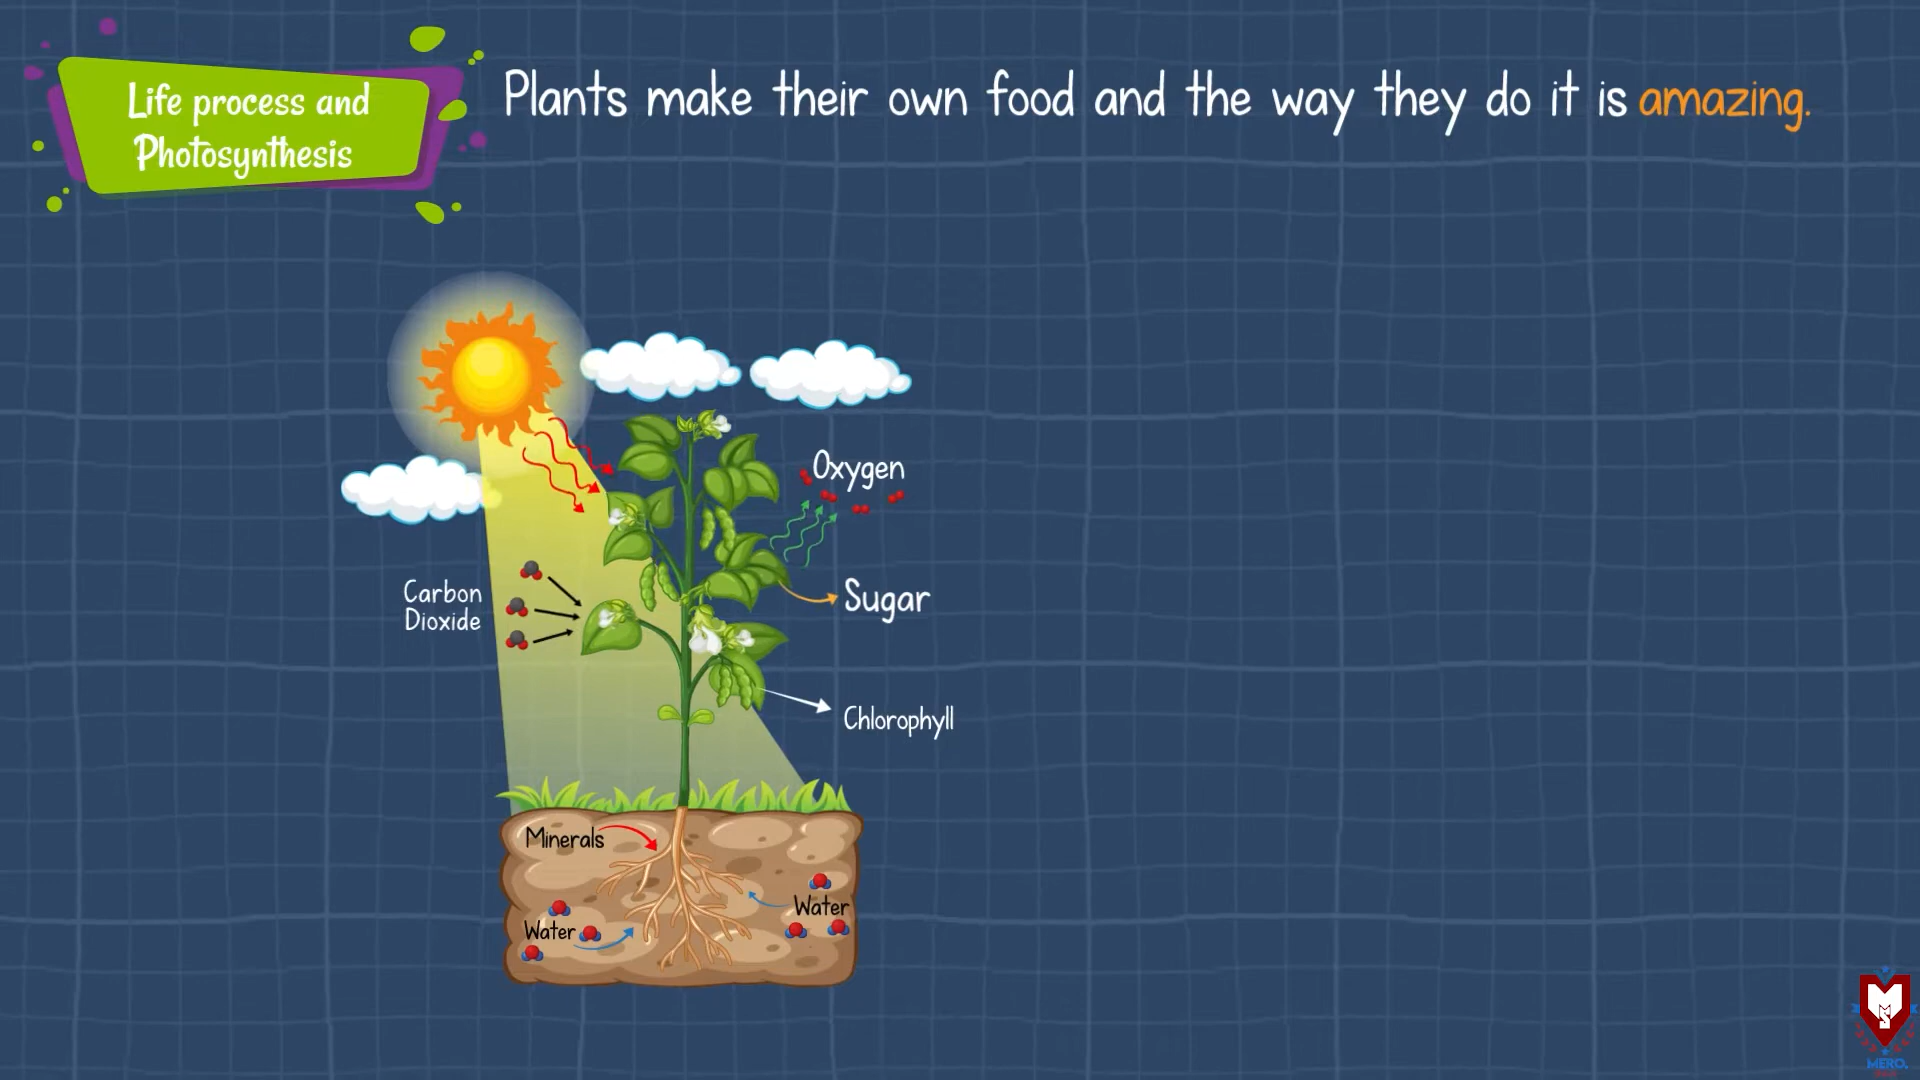 Life process and
Photosynthesis
Plants make their own food and the way they do it is amazing.
Oxygen
Carbon
Dioxide
Sugar
Chlorophyll
Minerals
Water
Water
MERO